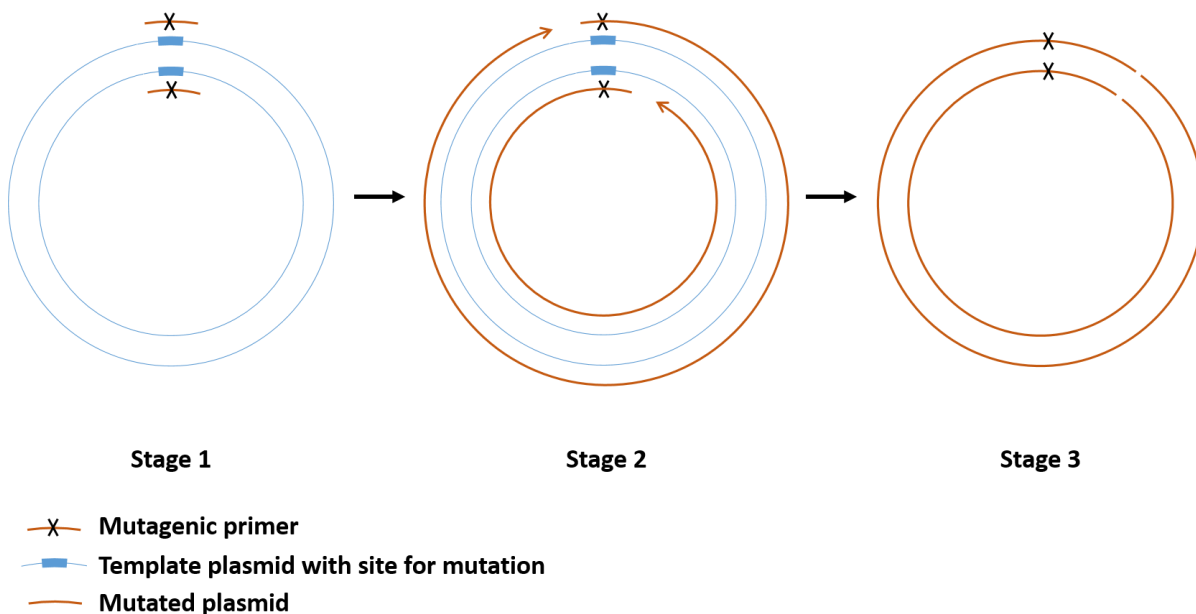 Stage 1
Stage 2
Stage 3
Mutagenic primer
Template plasmid with site for mutation
Mutated plasmid